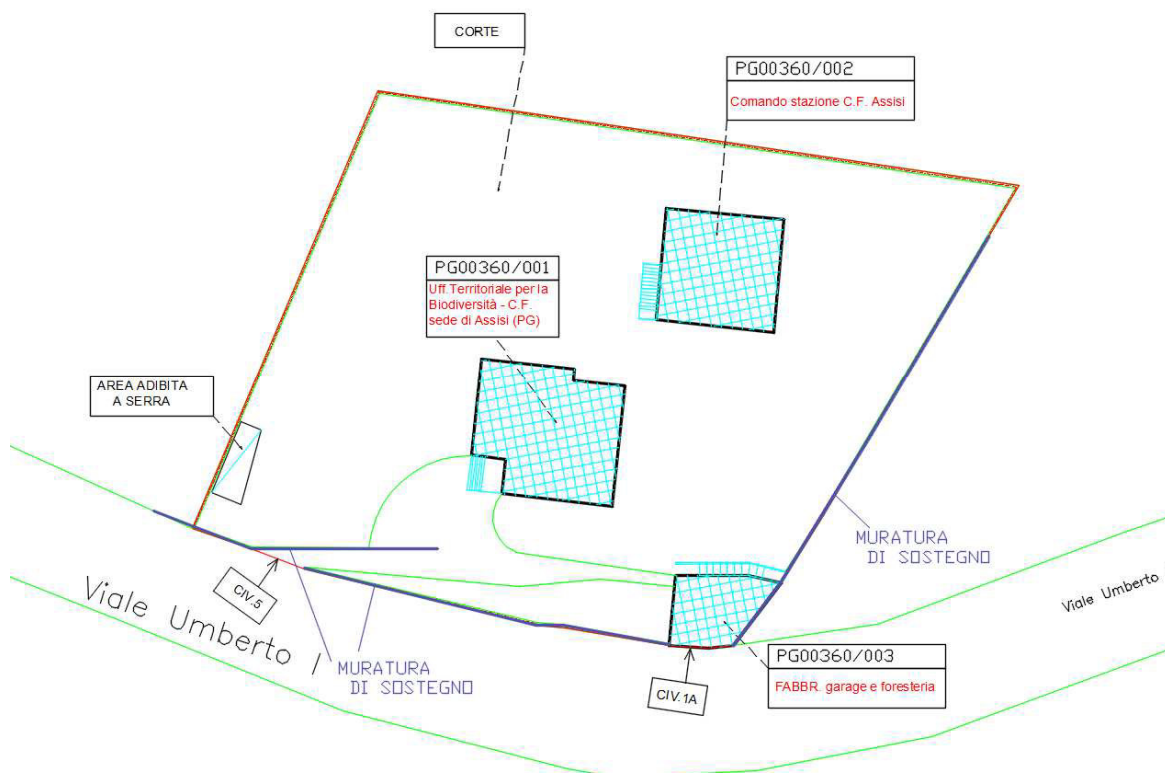 CORTE
PG00360/002
Comando stazione C.F. Assisi
PG00360/001
Uff.Territoriale per la
Biodiversità - C.F.
sede di Assisi (PG)
AREA ADIBITA
A SERRA
MURATURA
DI SOSTEGNO
CIV.5
Viale Umberto I
Viale Umberto
MURATURA
DI SOSTEGNO
CIV.1A
PG00360/003
FABBR. garage e foresteria